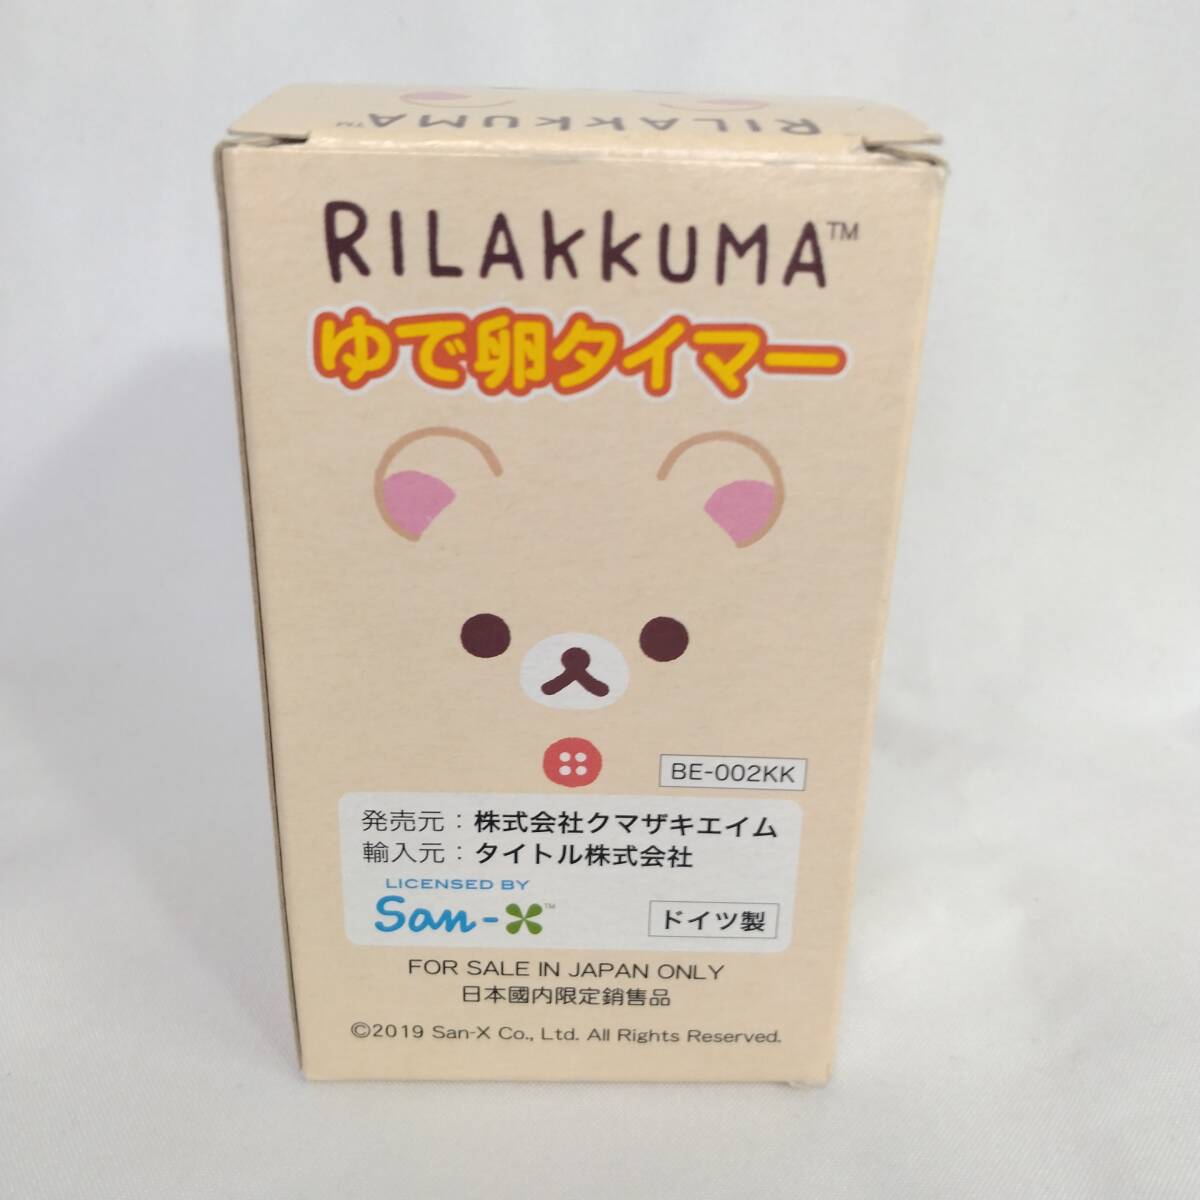 RILAKKUMA™
RILAKKUMA™
ゆで卵タイマー
BE-002KK
発売元：株式会社クマザキエイム
輸入元：タイトル株式会社
LICENSED BY
San-X™
ドイツ製
FOR SALE IN JAPAN ONLY
日本國内限定銷售品
©2019 San-X Co., Ltd. All Rights Reserved.